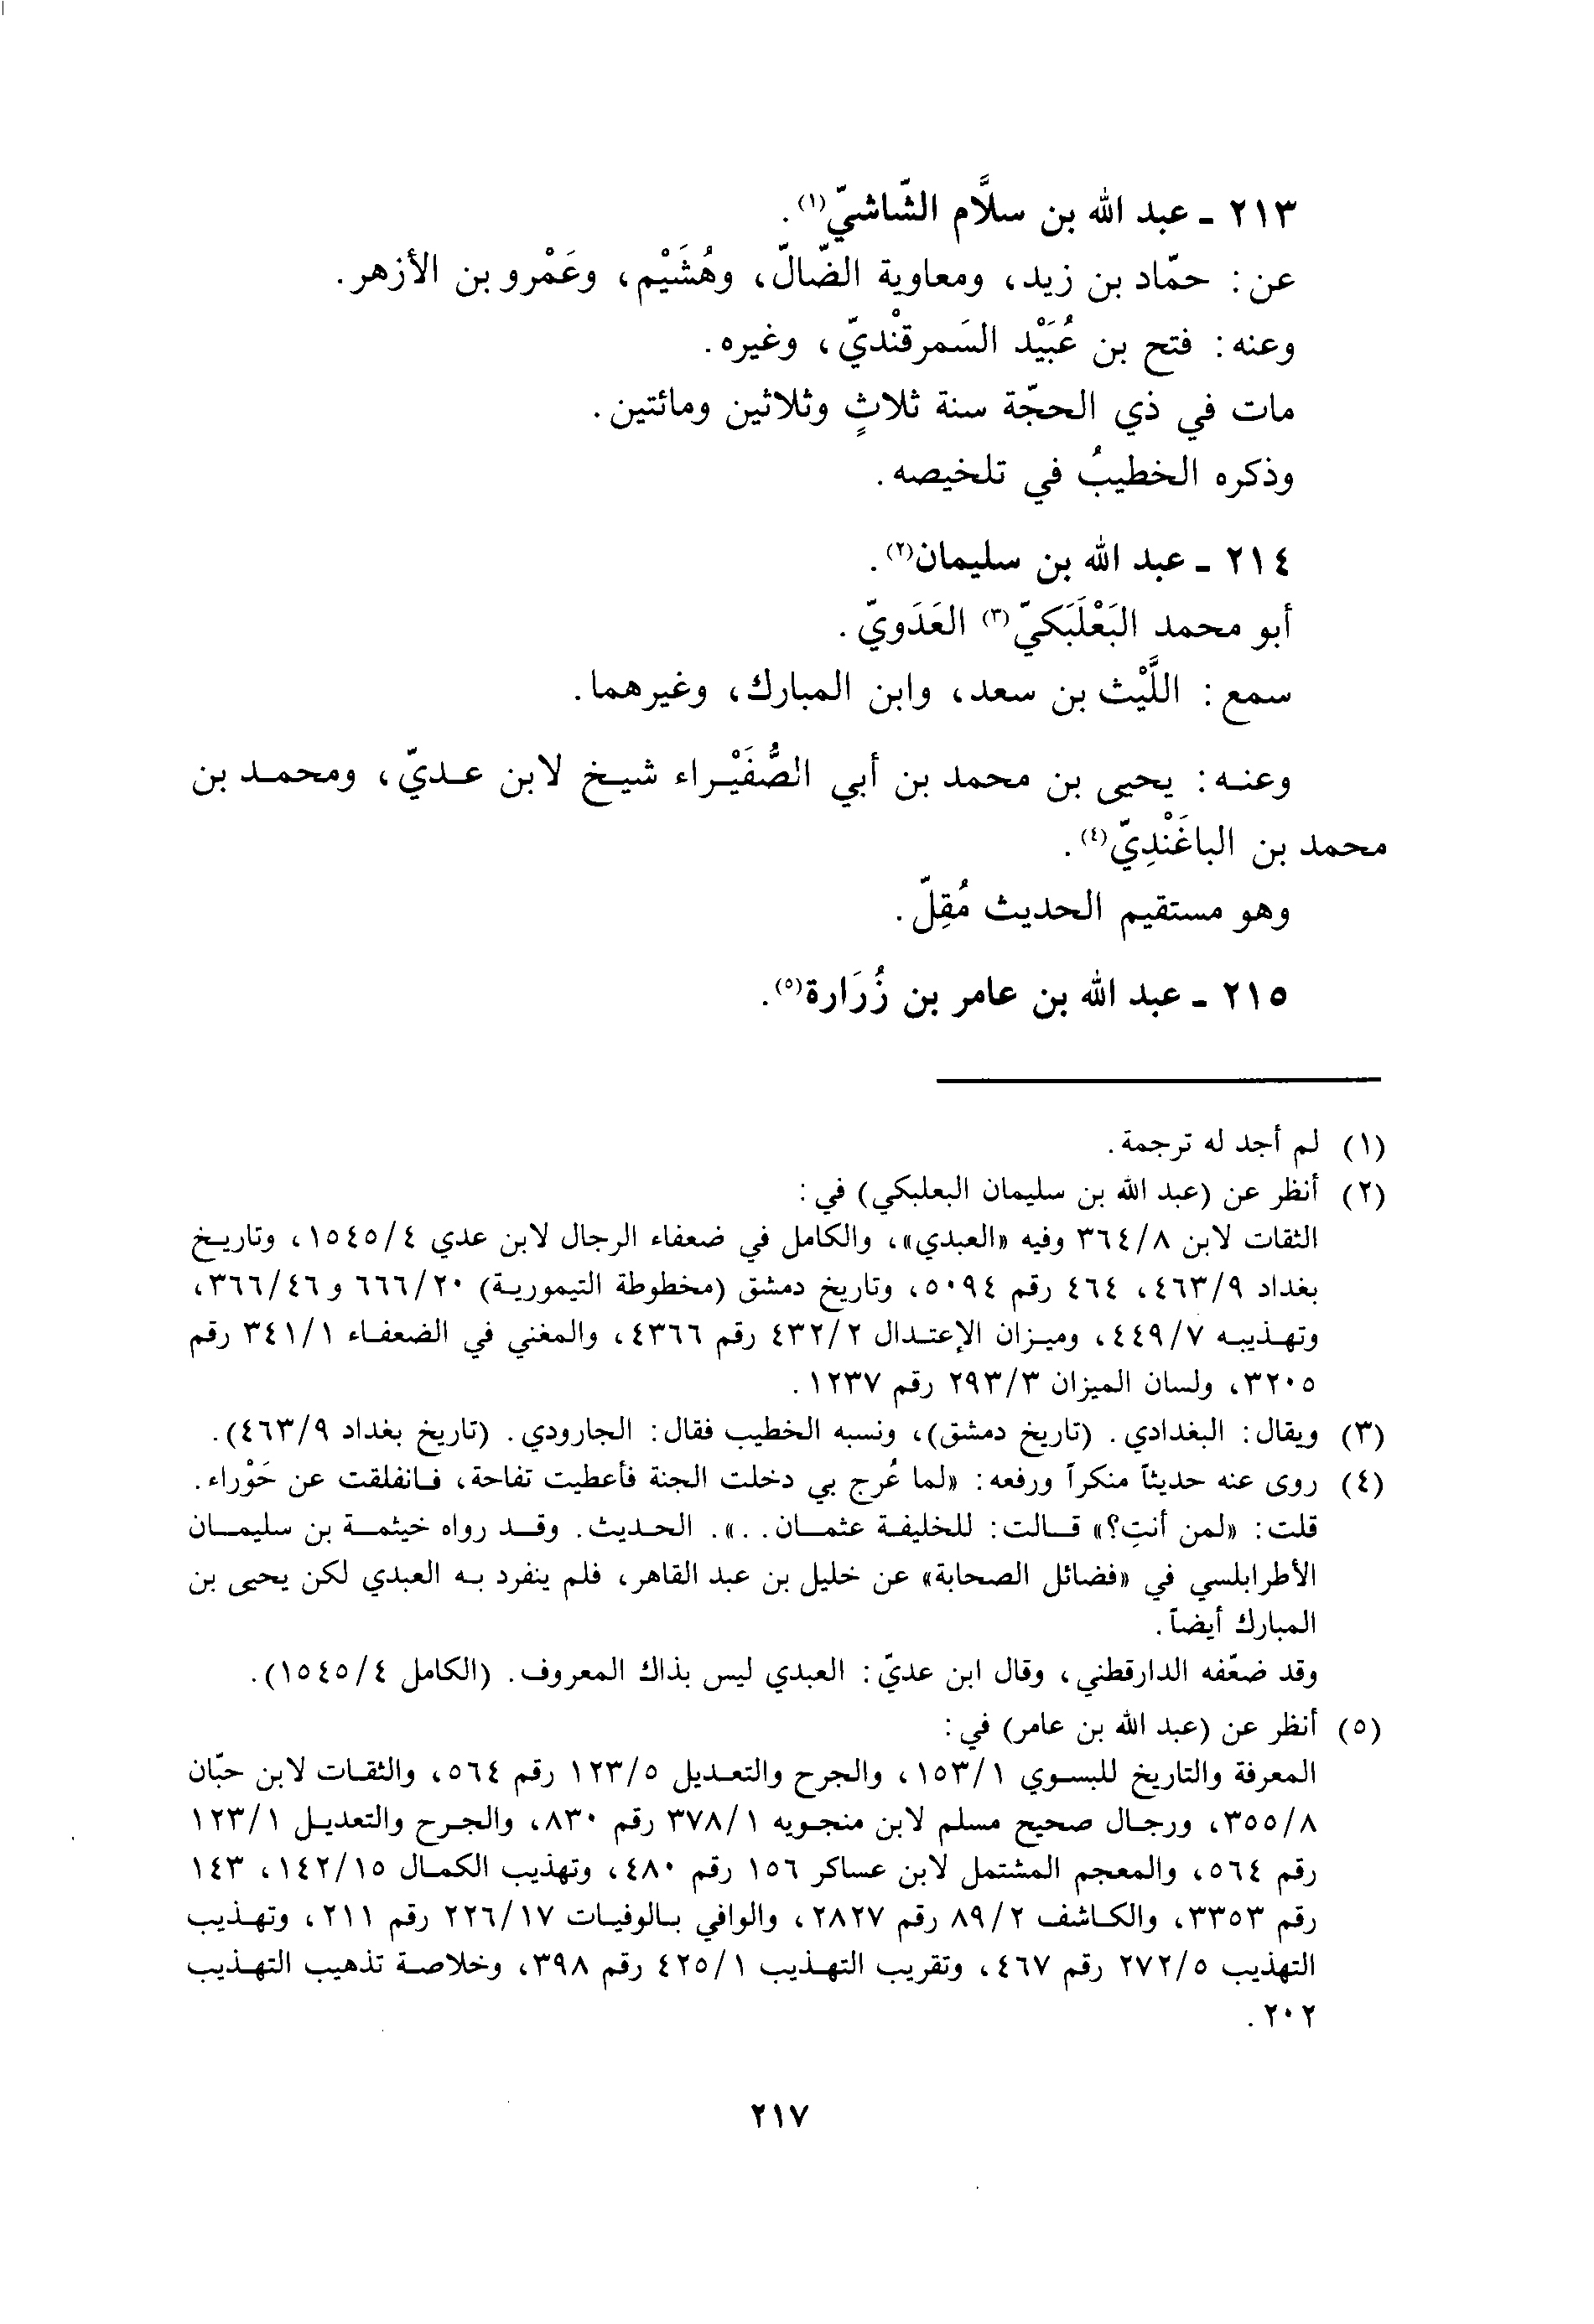 ٢١٣ ـ عبد الله بن سلاَّم الشّاشيّ(١).
عن: حمّاد بن زيد، ومعاوية الضّالّ، وهُشَيْم، وعَمْرو بن الأزهر.
وعنه: فتح بن عُبَيْد السَمرقنْديّ، وغيره.
مات في ذي الحجّة سنة ثلاثٍ وثلاثين ومائتين.
وذكره الخطيبُ في تلخيصه.
٢١٤ ـ عبد الله بن سليمان(٢).
أبو محمد البَعْلَبَكيّ(٣) العَدَويّ.
سمع: اللَّيْث بن سعد، وابن المبارك، وغيرهما.
وعنه: يحيى بن محمد بن أبي الصُّفَيْراء شيخ لابن عديّ، ومحمد بن
محمد بن الباغَنْدِيّ(٤).
وهو مستقيم الحديث مُقِلّ.
٢١٥ ـ عبد الله بن عامر بن زُرَارة(٥).
(١) لم أجد له ترجمة.
(٢) أنظر عن (عبد الله بن سليمان البعلبكي) في:
الثقات لابن ٣٦٤/٨ وفيه «العبدي»، والكامل في ضعفاء الرجال لابن عدي ١٥٤٥/٤، وتاريخ
بغداد ٤٦٣/٩، ٤٦٤ رقم ٥٠٩٤، وتاريخ دمشق (مخطوطة التيمورية) ٦٦٦/٢٠ و ٣٦٦/٤٦،
وتهذيبه ٤٤٩/٧، وميزان الإعتدال ٤٣٢/٢ رقم ٤٣٦٦، والمغني في الضعفاء ٣٤١/١ رقم
٣٢٠٥، ولسان الميزان ٢٩٣/٣ رقم ١٢٣٧.
(٣) ويقال: البغدادي. (تاريخ دمشق)، ونسبه الخطيب فقال: الجارودي. (تاريخ بغداد ٤٦٣/٩).
(٤) روى عنه حديثاً منكراً ورفعه: «لما عُرج بي دخلت الجنة فأعطيت تفاحة، فانفلقت عن حَوْراء.
قلت: «لمن أنتِ؟» قالت: للخليفة عثمان. . .». الحديث. وقد رواه خيثمة بن سليمان
الأطرابلسي في «فضائل الصحابة» عن خليل بن عبد القاهر، فلم ينفرد به العبدي لكن يحيى بن
المبارك أيضاً.
وقد ضعّفه الدارقطني، وقال ابن عديّ: العبدي ليس بذاك المعروف. (الكامل ١٥٤٥/٤).
(٥) أنظر عن (عبد الله بن عامر) في:
المعرفة والتاريخ للبسوي ١٥٣/١، والجرح والتعديل ١٢٣/٥ رقم ٥٦٤، والثقات لابن حبّان
٣٥٥/٨، ورجال صحيح مسلم لابن منجويه ٣٧٨/١ رقم ٨٣٠، والجرح والتعديل ١٢٣/١
رقم ٥٦٤، والمعجم المشتمل لابن عساكر ١٥٦ رقم ٤٨٠، وتهذيب الكمال ١٤٢/١٥، ١٤٣
رقم ٣٣٥٣، والكاشف ٨٩/٢ رقم ٢٨٢٧، والوافي بالوفيات ٢٢٦/١٧ رقم ٢١١، وتهذيب
التهذيب ٢٧٢/٥ رقم ٤٦٧، وتقريب التهذيب ٤٢٥/١ رقم ٣٩٨، وخلاصة تذهيب التهذيب
٢٠٢.
٢١٧